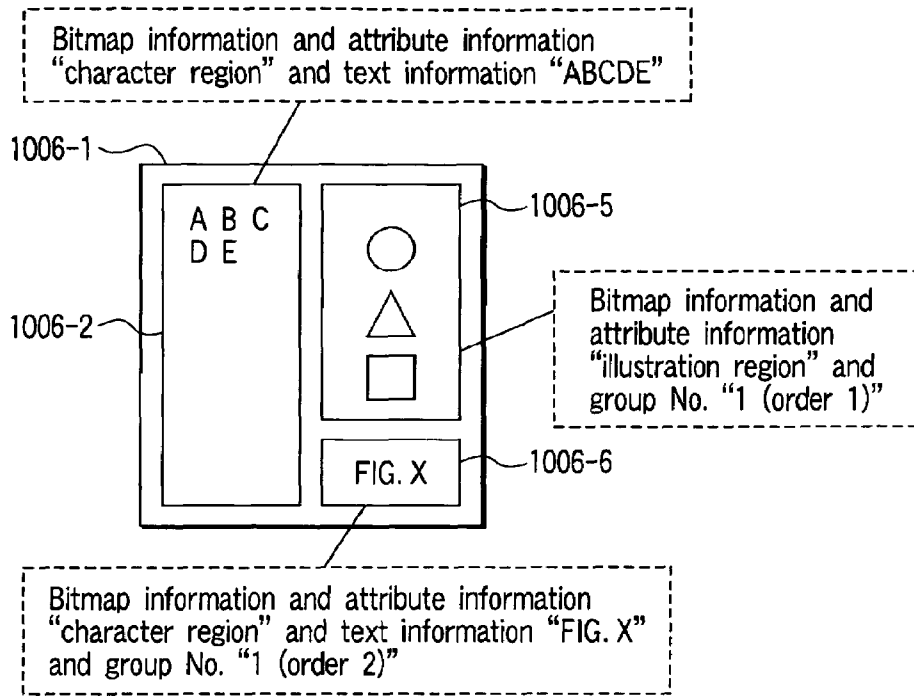 Bitmap information and attribute information
“character region” and text information “ABCDE”
1006-1
A B C
D E
1006-2
1006-5
Bitmap information and
attribute information
“illustration region” and
group No. “1 (order 1)”
FIG. X
1006-6
Bitmap information and attribute information
“character region” and text information “FIG. X”
and group No. “1 (order 2)”